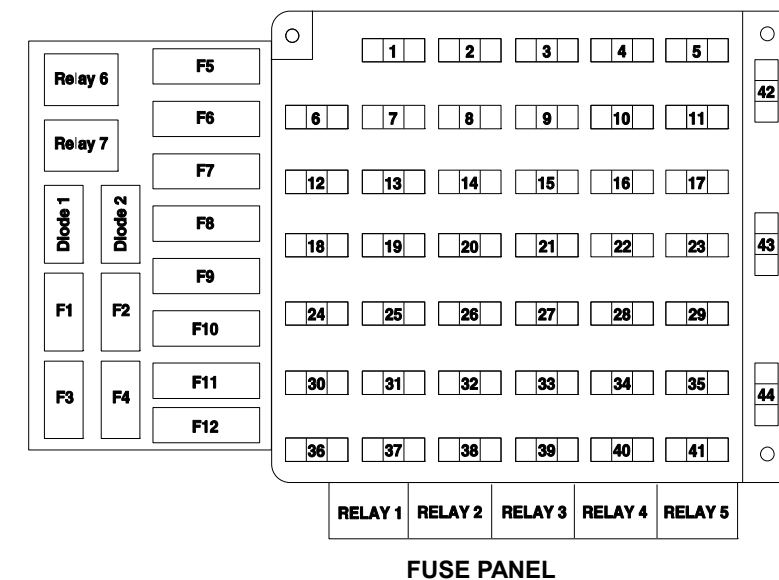 1 2 3 4 5
Relay 6 F5
42
F6 6 7 8 9 10 11
Relay 7
F7 12 13 14 15 16 17
Diode 1 Diode 2 F8
18 19 20 21 22 23 43
F9
F1 F2 24 25 26 27 28 29
F10
F11 30 31 32 33 34 35
F3 F4 44
F12
36 37 38 39 40 41
RELAY 1 RELAY 2 RELAY 3 RELAY 4 RELAY 5
FUSE PANEL